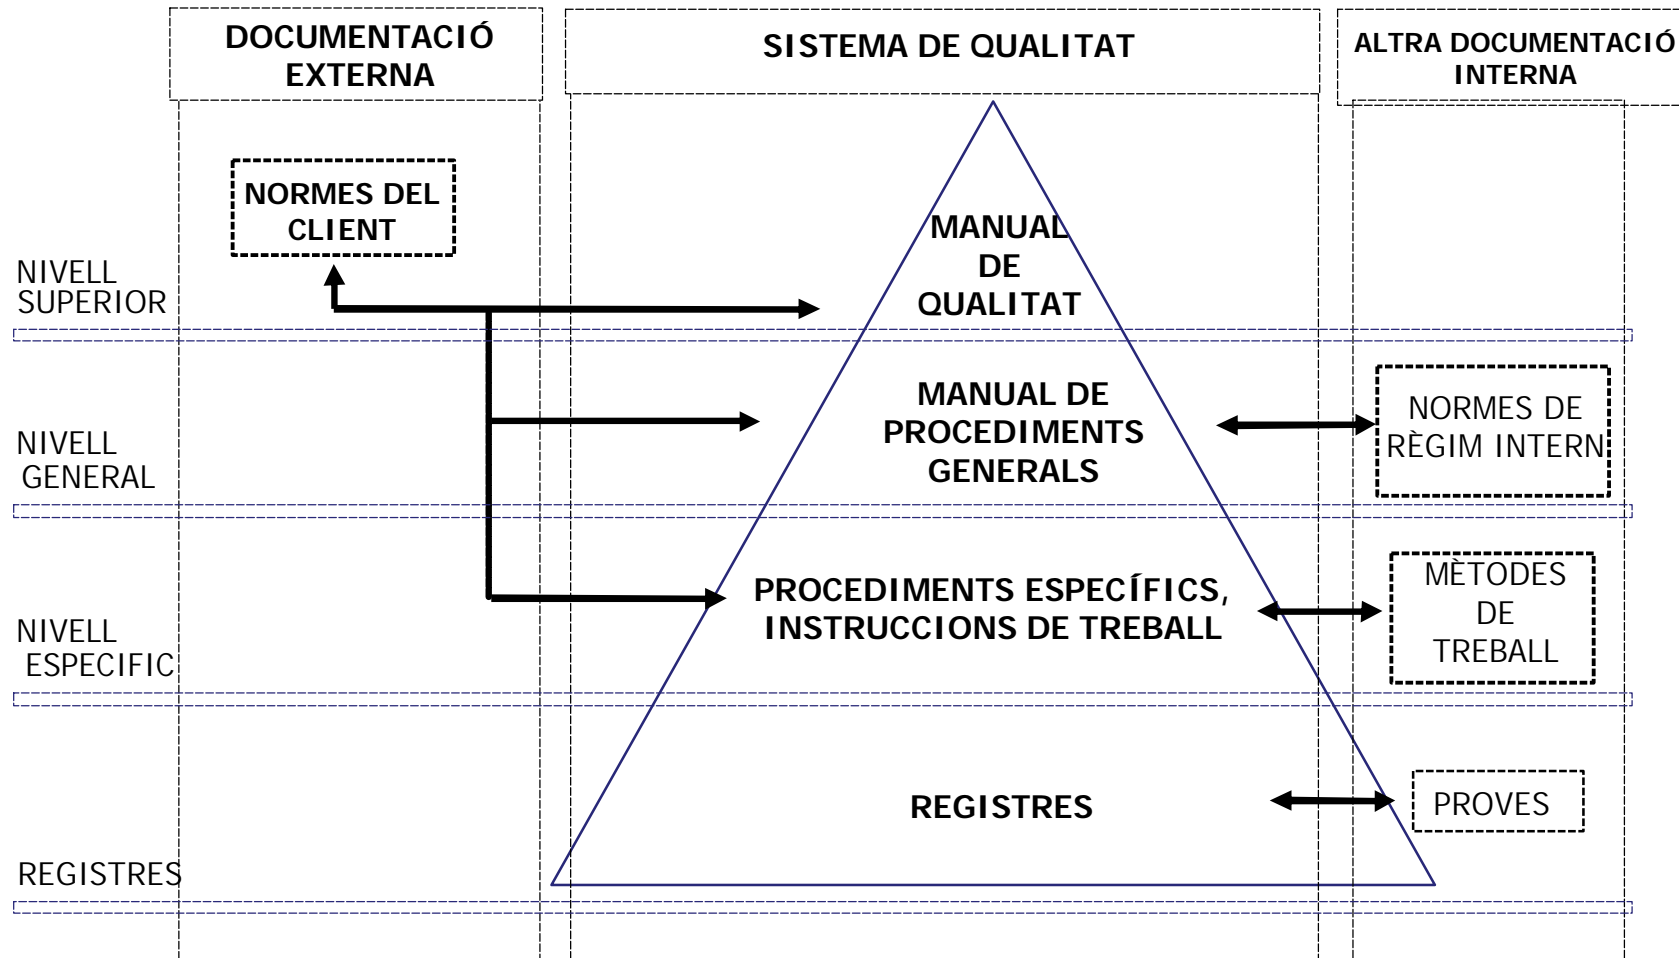 DOCUMENTACIÓ
EXTERNA
SISTEMA DE QUALITAT
ALTRA DOCUMENTACIÓ
INTERNA
NORMES DEL
CLIENT
NIVELL
SUPERIOR
MANUAL
DE
QUALITAT
NIVELL
GENERAL
MANUAL DE
PROCEDIMENTS
GENERALS
NORMES DE
RÈGIM INTERN
NIVELL
ESPECIFIC
PROCEDIMENTS ESPECÍFICS,
INSTRUCCIONS DE TREBALL
MÈTODES
DE
TREBALL
REGISTRES
REGISTRES
PROVES